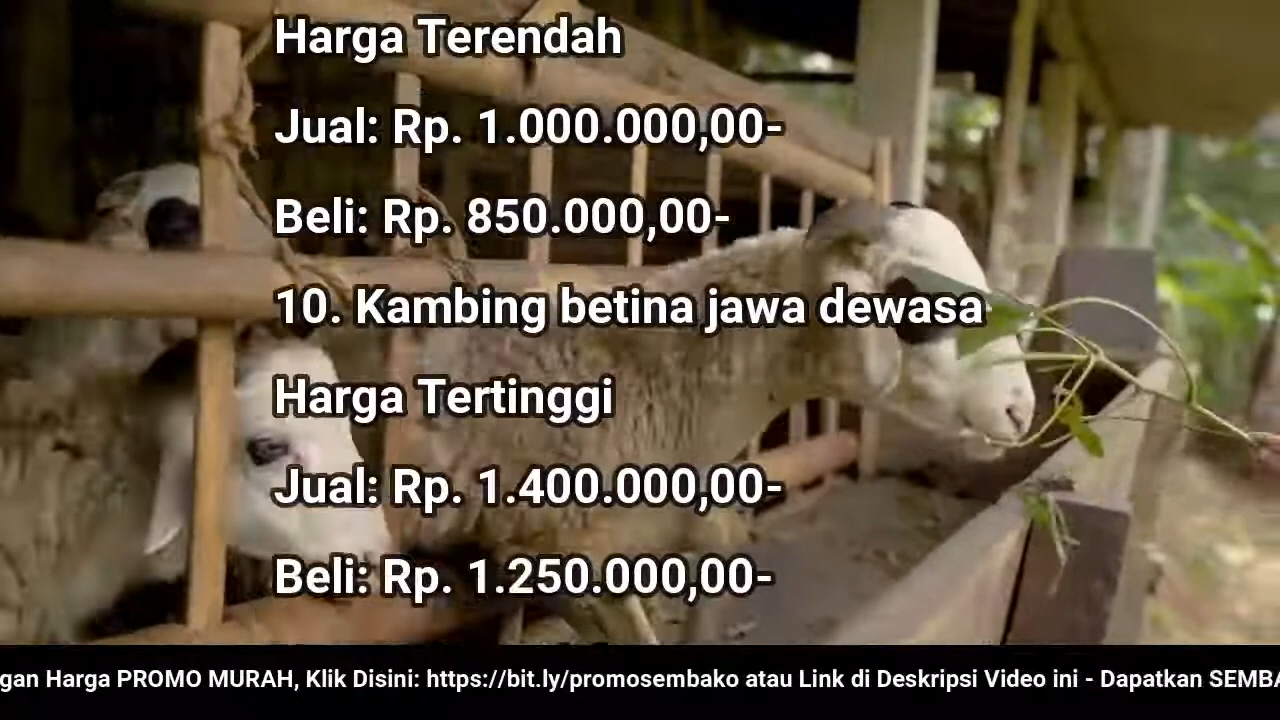 Harga Terendah
Jual: Rp. 1.000.000,00-
Beli: Rp. 850.000,00-
10. Kambing betina jawa dewasa
Harga Tertinggi
Jual: Rp. 1.400.000,00-
Beli: Rp. 1.250.000,00-
gan Harga PROMO MURAH, Klik Disini: https://bit.ly/promosembako atau Link di Deskripsi Video ini - Dapatkan SEMBA